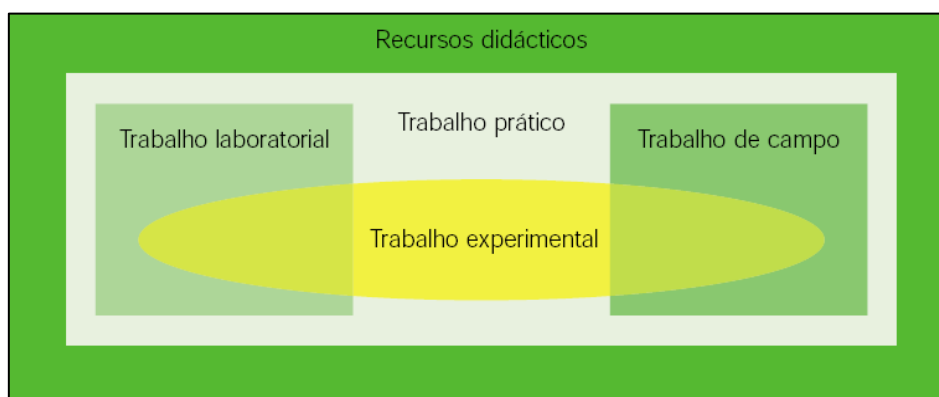 Recursos didácticos
Trabalho prático
Trabalho laboratorial
Trabalho de campo
Trabalho experimental